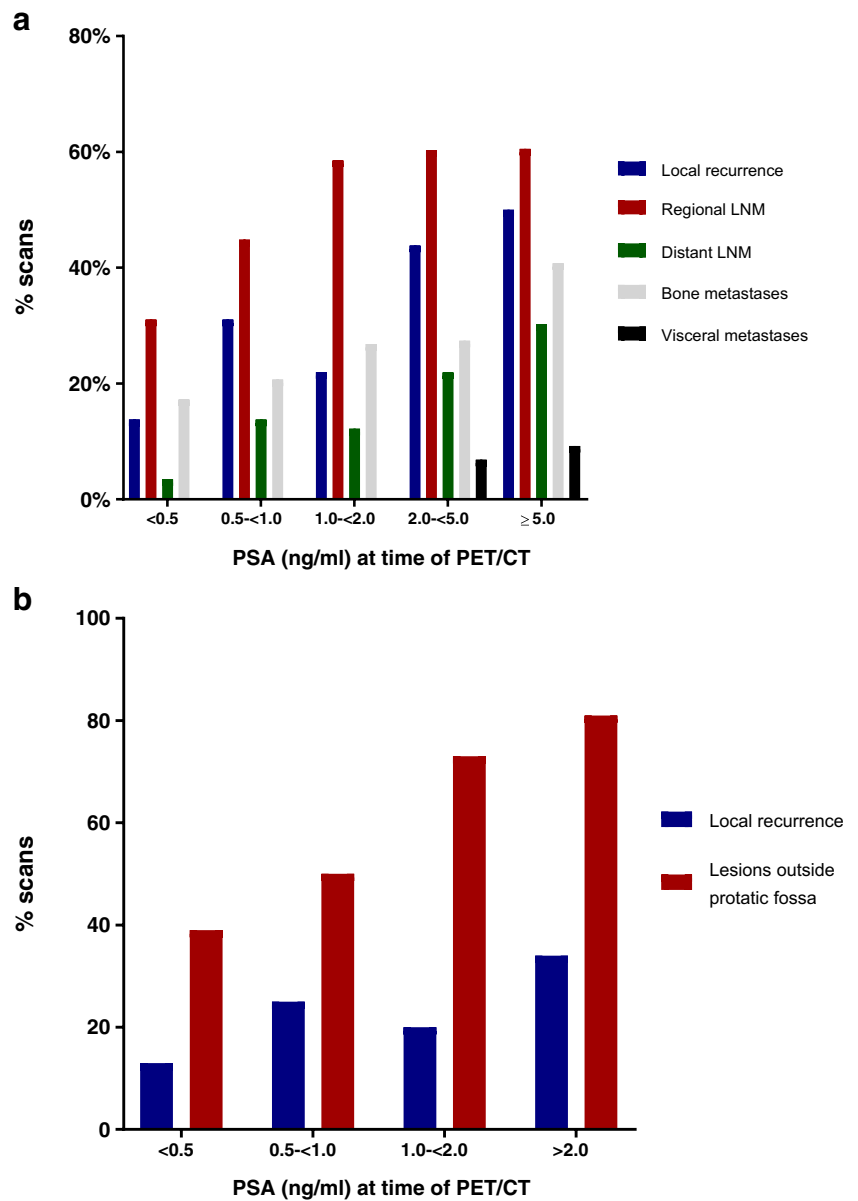 a
80%
60%
40%
20%
0%
% scans
<0.5 0.5-<1.0 1.0-<2.0 2.0-<5.0 ≥ 5.0
PSA (ng/ml) at time of PET/CT
Local recurrence
Regional LNM
Distant LNM
Bone metastases
Visceral metastases
b
100
80
60
40
20
0
% scans
<0.5 0.5-<1.0 1.0-<2.0 >2.0
PSA (ng/ml) at time of PET/CT
Local recurrence
Lesions outside
protatic fossa